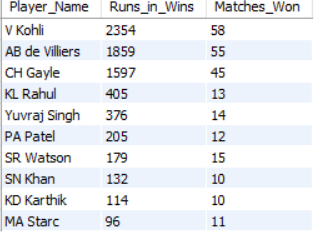 Player_Name Runs_in_Wins Matches_Won
V Kohli 2354 58
AB de Villiers 1859 55
CH Gayle 1597 45
KL Rahul 405 13
Yuvraj Singh 376 14
PA Patel 205 12
SR Watson 179 15
SN Khan 132 10
KD Karthik 114 10
MA Starc 96 11